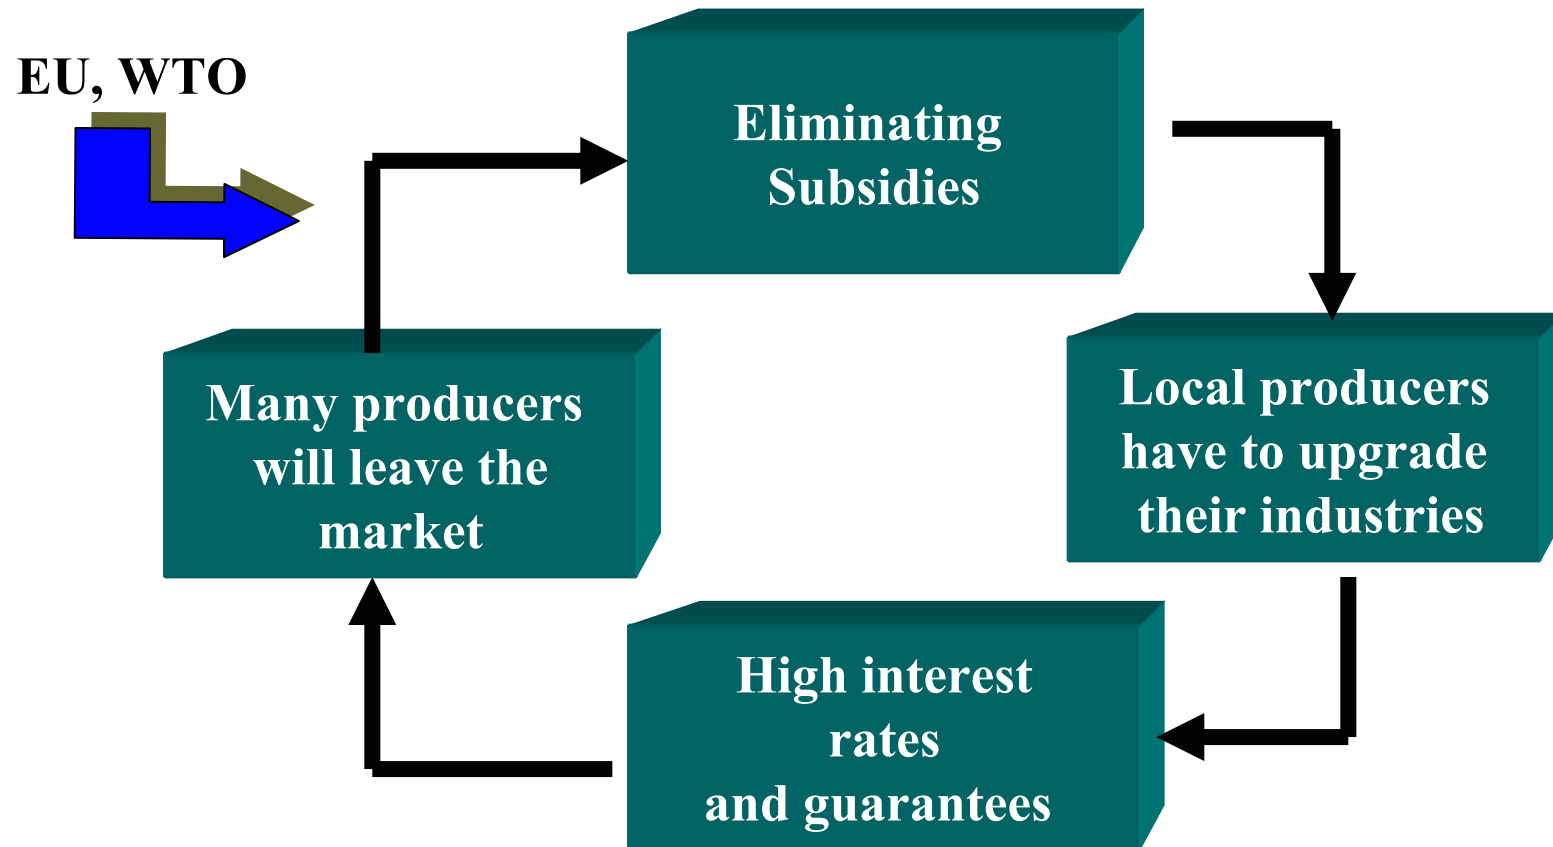 EU, WTO
Eliminating
Subsidies
Many producers
will leave the
market
Local producers
have to upgrade
their industries
High interest
rates
and guarantees